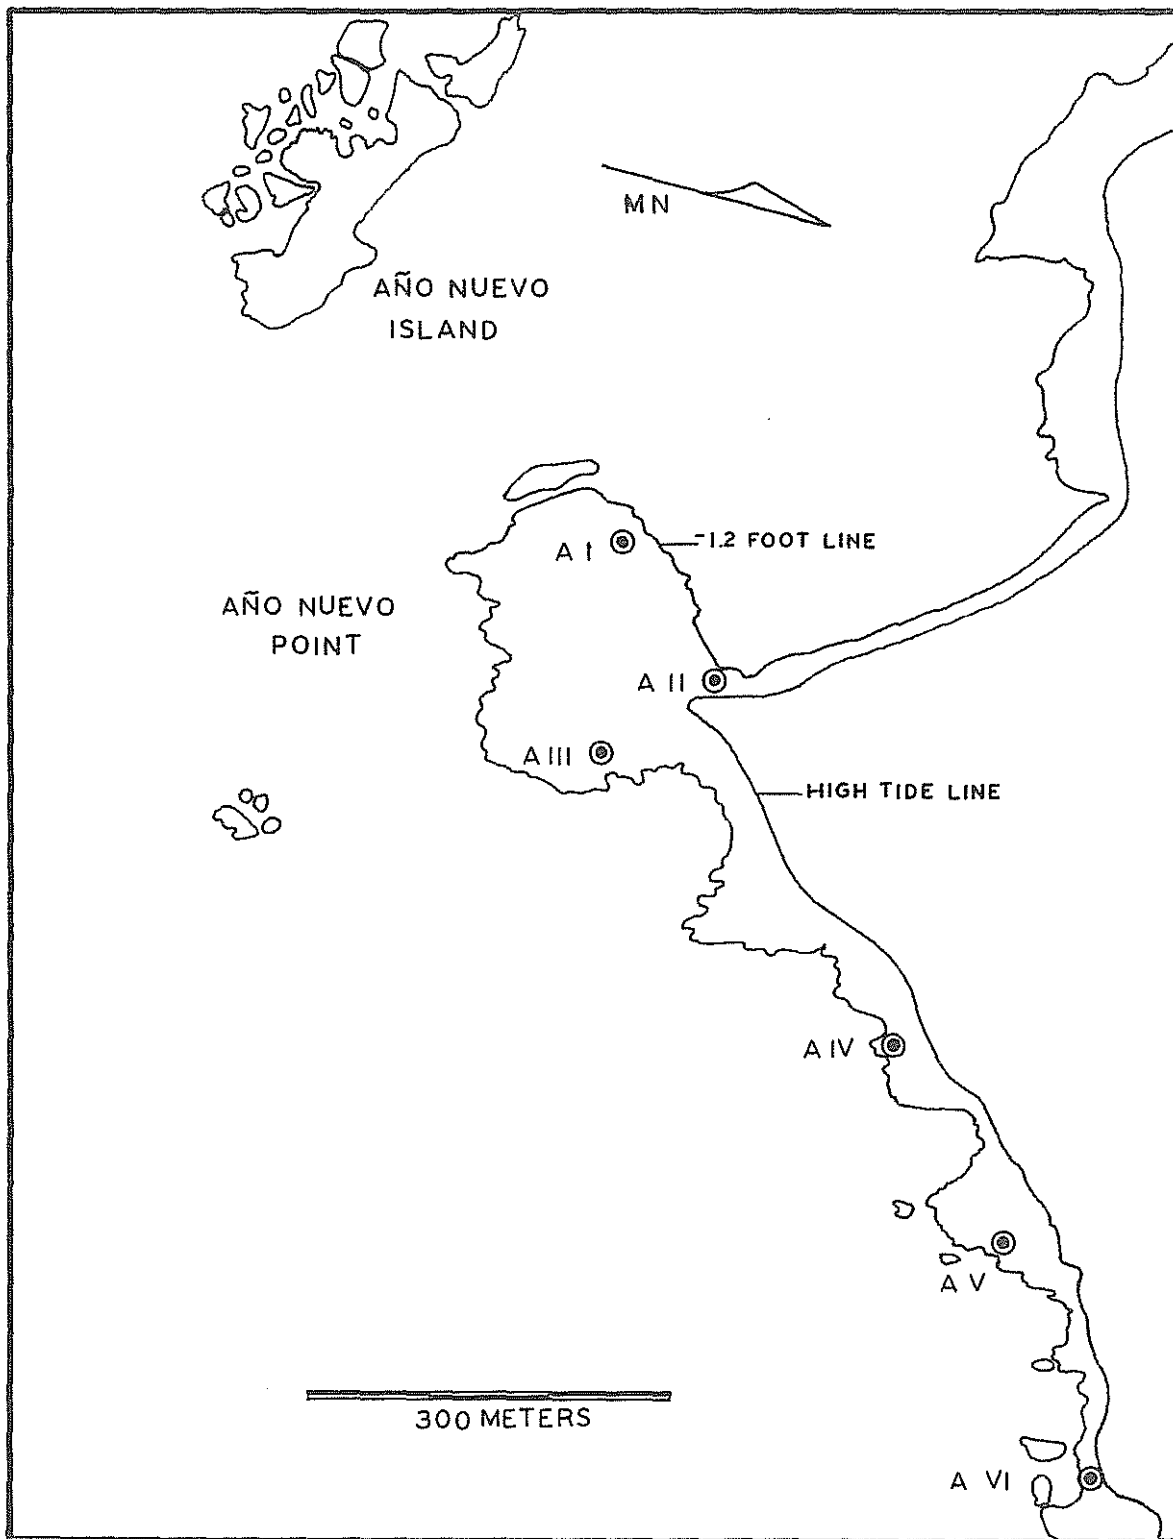 MN
AÑO NUEVO
ISLAND
A I
-1.2 FOOT LINE
AÑO NUEVO
POINT
A II
A III
HIGH TIDE LINE
A IV
A V
300 METERS
A VI